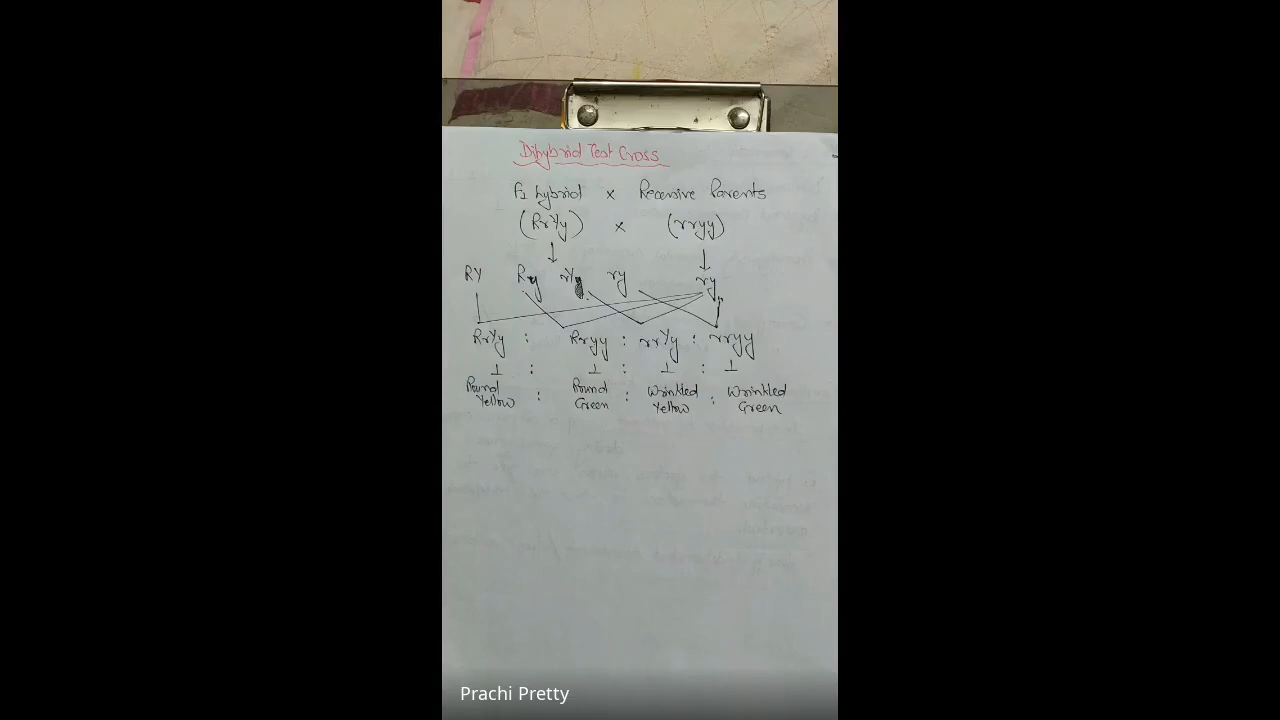 Dihybrid Test Cross
F1 hybrid × Recessive Parents
(RrYy) × (rryy)
RY Ry rY ry ry
RrYy : Rryy : rrYy : rryy
1 : 1 : 1 : 1
Round Yellow : Round Green : Wrinkled Yellow : Wrinkled Green
Prachi Pretty